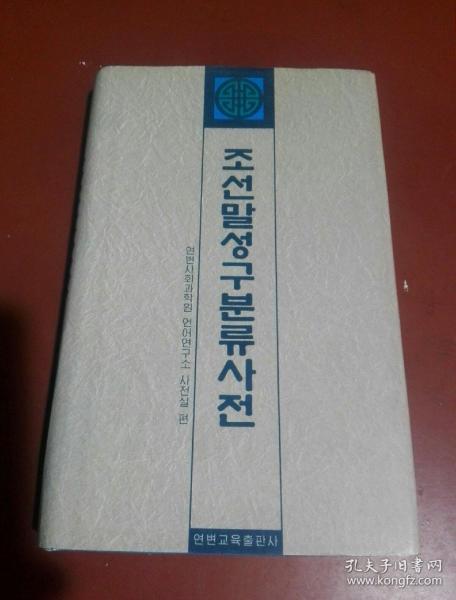 조선말성구분류사전
연변사회과학원 언어연구소 사전실 편
연변교육출판사
孔夫子旧书网
www.kongfz.com